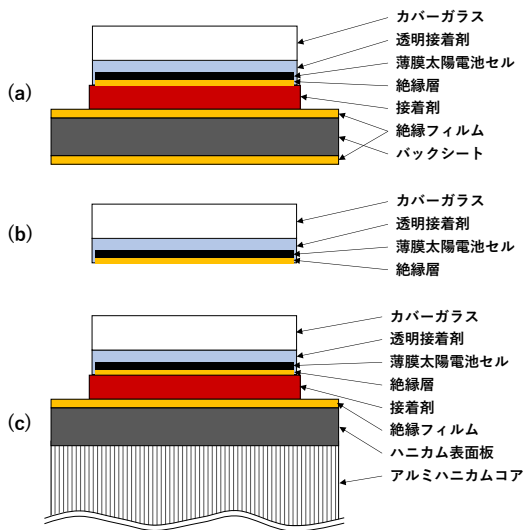 (a)
カバーガラス
透明接着剤
薄膜太陽電池セル
絶縁層
接着剤
絶縁フィルム
バックシート
(b)
カバーガラス
透明接着剤
薄膜太陽電池セル
絶縁層
(c)
カバーガラス
透明接着剤
薄膜太陽電池セル
絶縁層
接着剤
絶縁フィルム
ハニカム表面板
アルミハニカムコア